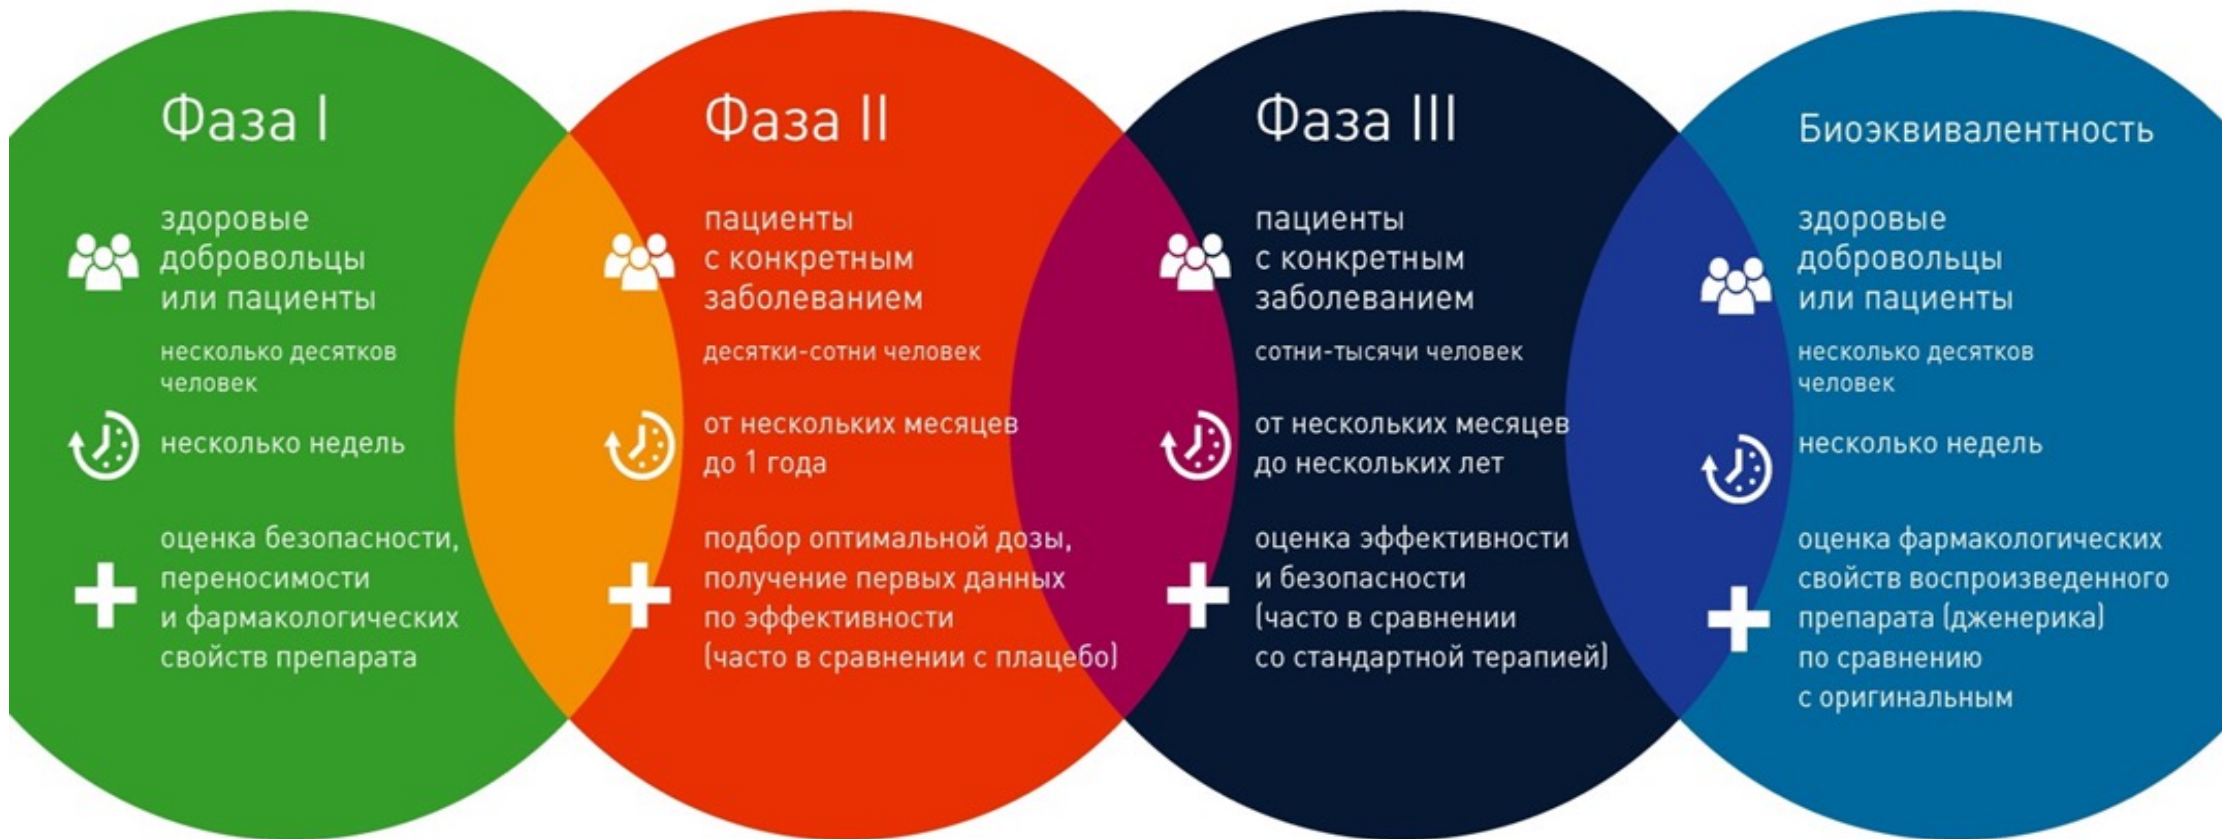 Фаза I
здоровые
добровольцы
или пациенты
несколько десятков
человек
несколько недель
оценка безопасности,
переносимости
и фармакологических
свойств препарата
Фаза II
пациенты
с конкретным
заболеванием
десятки-сотни человек
от нескольких месяцев
до 1 года
подбор оптимальной дозы,
получение первых данных
по эффективности
(часто в сравнении с плацебо)
Фаза III
пациенты
с конкретным
заболеванием
сотни-тысячи человек
от нескольких месяцев
до нескольких лет
оценка эффективности
и безопасности
(часто в сравнении
со стандартной терапией)
Биоэквивалентность
здоровые
добровольцы
или пациенты
несколько десятков
человек
несколько недель
оценка фармакологических
свойств воспроизведенного
препарата (дженерика)
по сравнению
с оригинальным